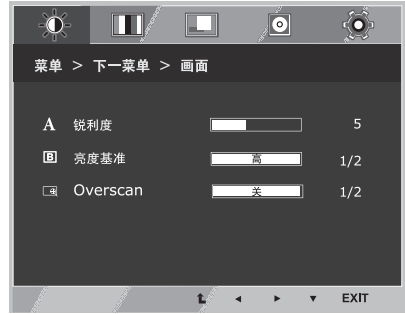 菜单 > 下一菜单 > 画面
A 锐利度 5
B 亮度基准 高 1/2
Overscan 关 1/2
EXIT